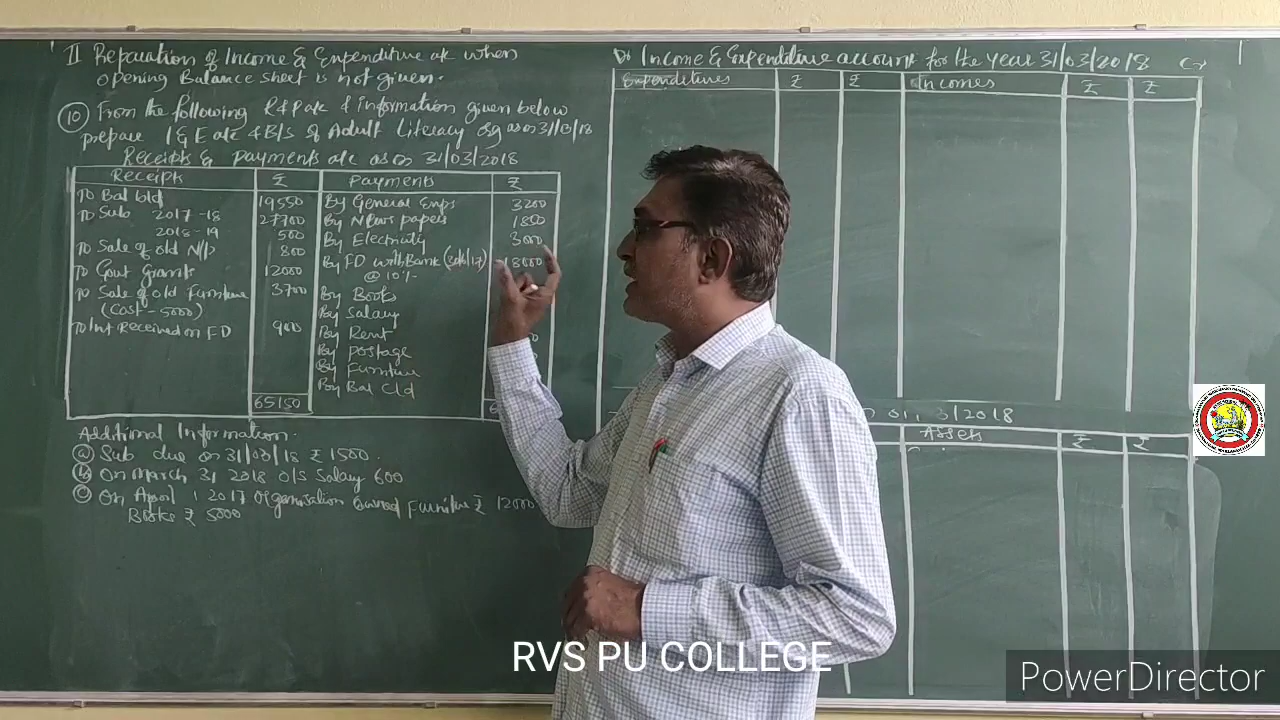 II Preparation of Income & Expenditure a/c when
opening Balance sheet is not given.
10 From the following R & P a/c & information given below
prepare I & E a/c & B/S of Adult Literacy org as on 31/03/18
Receipts & payments a/c as on 31/03/2018
Receipts ₹ Payments ₹
To Bal b/d 19550 By General Exps 3200
To Sub 2017-18 27700 By News papers 1850
2018-19 500 By Electricity 3000
To Sale of old N/p 800 By FD with Bank 18000
To Govt grants 12000 @ 10%
To Sale of old Furniture 3700 By Books
(Cost - 5000) By Salary
To Int Received on FD 900 By Rent
By Postage
By Furniture
By Bal C/d
65150
Additional Information.
a Sub due on 31/03/18 ₹ 1500.
b On March 31 2018 O/s Salary 600
c On April 1 2017 Organisation owned Furniture ₹ 12000
Books ₹ 5000
Dr Income & Expenditure account for the year 31/03/2018 Cr
Expenditures ₹ ₹ Incomes ₹ ₹
3/2018
Assets ₹ ₹
RVS PU COLLEGE
PowerDirector